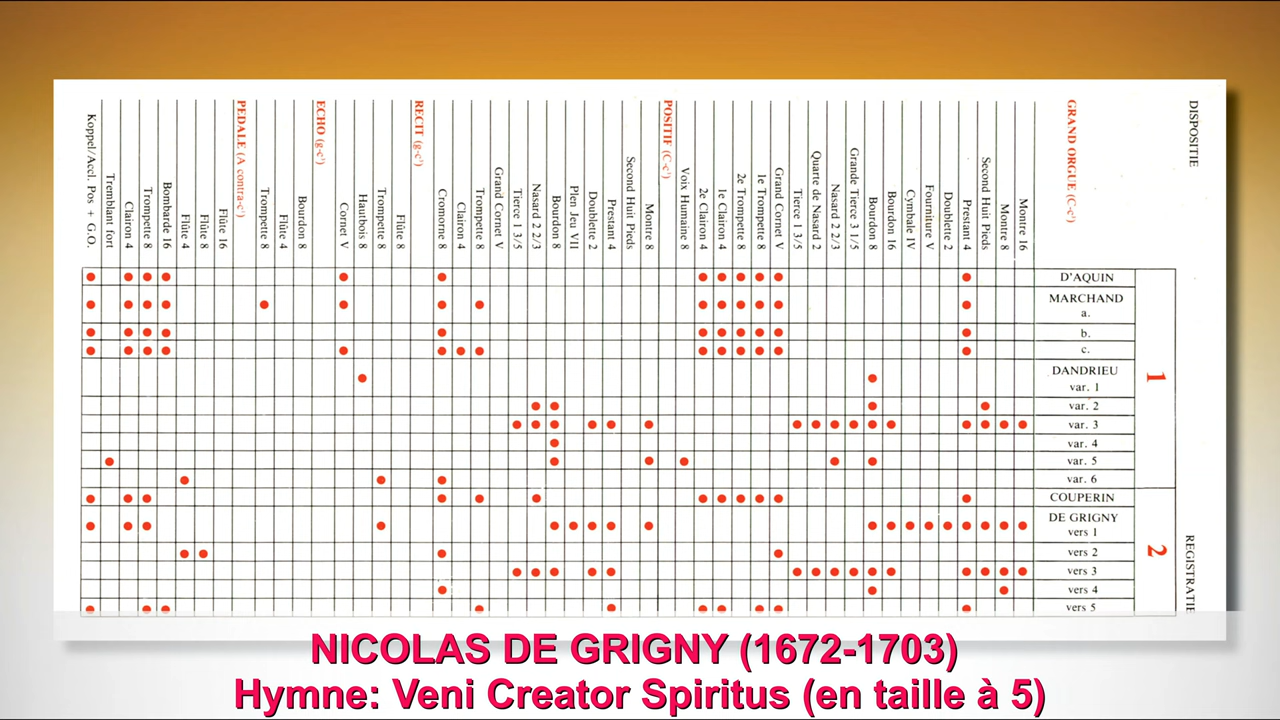 DISPOSITIE
GRAND ORGUE (C-c')
Montre 16
Montre 8
Second Huit Pieds
Prestant 4
Doublette 2
Fourniture V
Cymbale IV
Bourdon 16
Bourdon 8
Grande Tierce 3 1/5
Nasard 2 2/3
Quarte de Nasard 2
Tierce 1 3/5
Grand Cornet V
1e Trompette 8
2e Trompette 8
1e Clairon 4
2e Clairon 4
Voix Humaine 8
POSITIF (C-c')
Montre 8
Second Huit Pieds
Prestant 4
Doublette 2
Plen Jeu VII
Bourdon 8
Nasard 2 2/3
Tierce 1 3/5
Grand Cornet V
Trompette 8
Clairon 4
Cromorne 8
RECIT (g-c')
Flûte 8
Trompette 8
Hautbois 8
Cornet V
ECHO (g-c')
Bourdon 8
Flûte 4
Trompette 8
PEDALE (A contra-c')
Flûte 16
Flûte 8
Flûte 4
Bombarde 16
Trompette 8
Clairon 4
Tremblant fort
Koppel/Accl. Pos + G.O.
REGISTRATIE
1
D'AQUIN
MARCHAND
a.
b.
c.
DANDRIEU
var. 1
var. 2
var. 3
var. 4
var. 5
var. 6
2
COUPERIN
DE GRIGNY
vers 1
vers 2
vers 3
vers 4
vers 5
NICOLAS DE GRIGNY (1672-1703)
Hymne: Veni Creator Spiritus (en taille à 5)